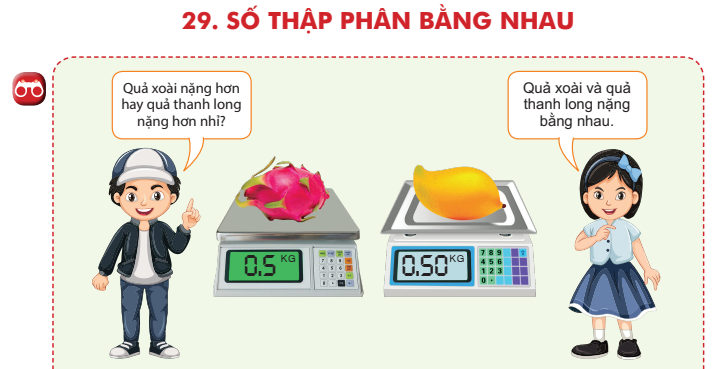 29. SỐ THẬP PHÂN BẰNG NHAU
Quả xoài nặng hơn
hay quả thanh long
nặng hơn nhỉ?
Quả xoài và quả
thanh long nặng
bằng nhau.
0.5 KG
0.50 KG
7 8 9
4 5 6
1 2 3
0 .